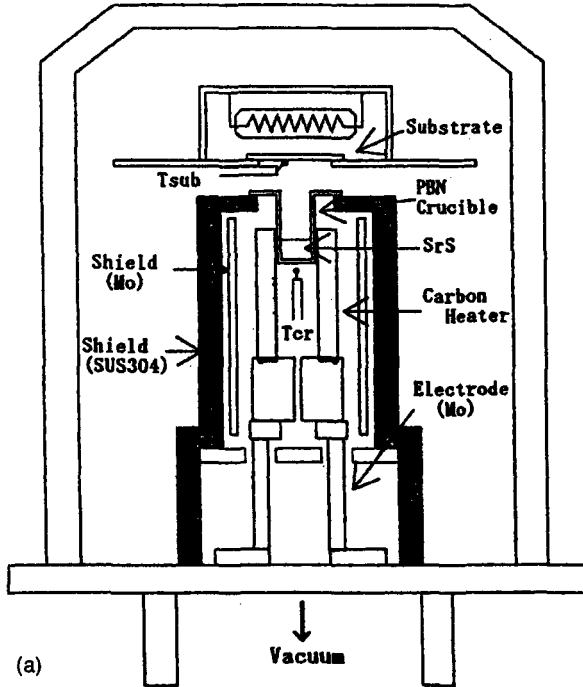 Substrate
Tsub
PBN
Crucible
SrS
Shield
(Mo)
Carbon
Heater
Tcr
Shield
(SUS304)
Electrode
(Mo)
Vacuum
(a)